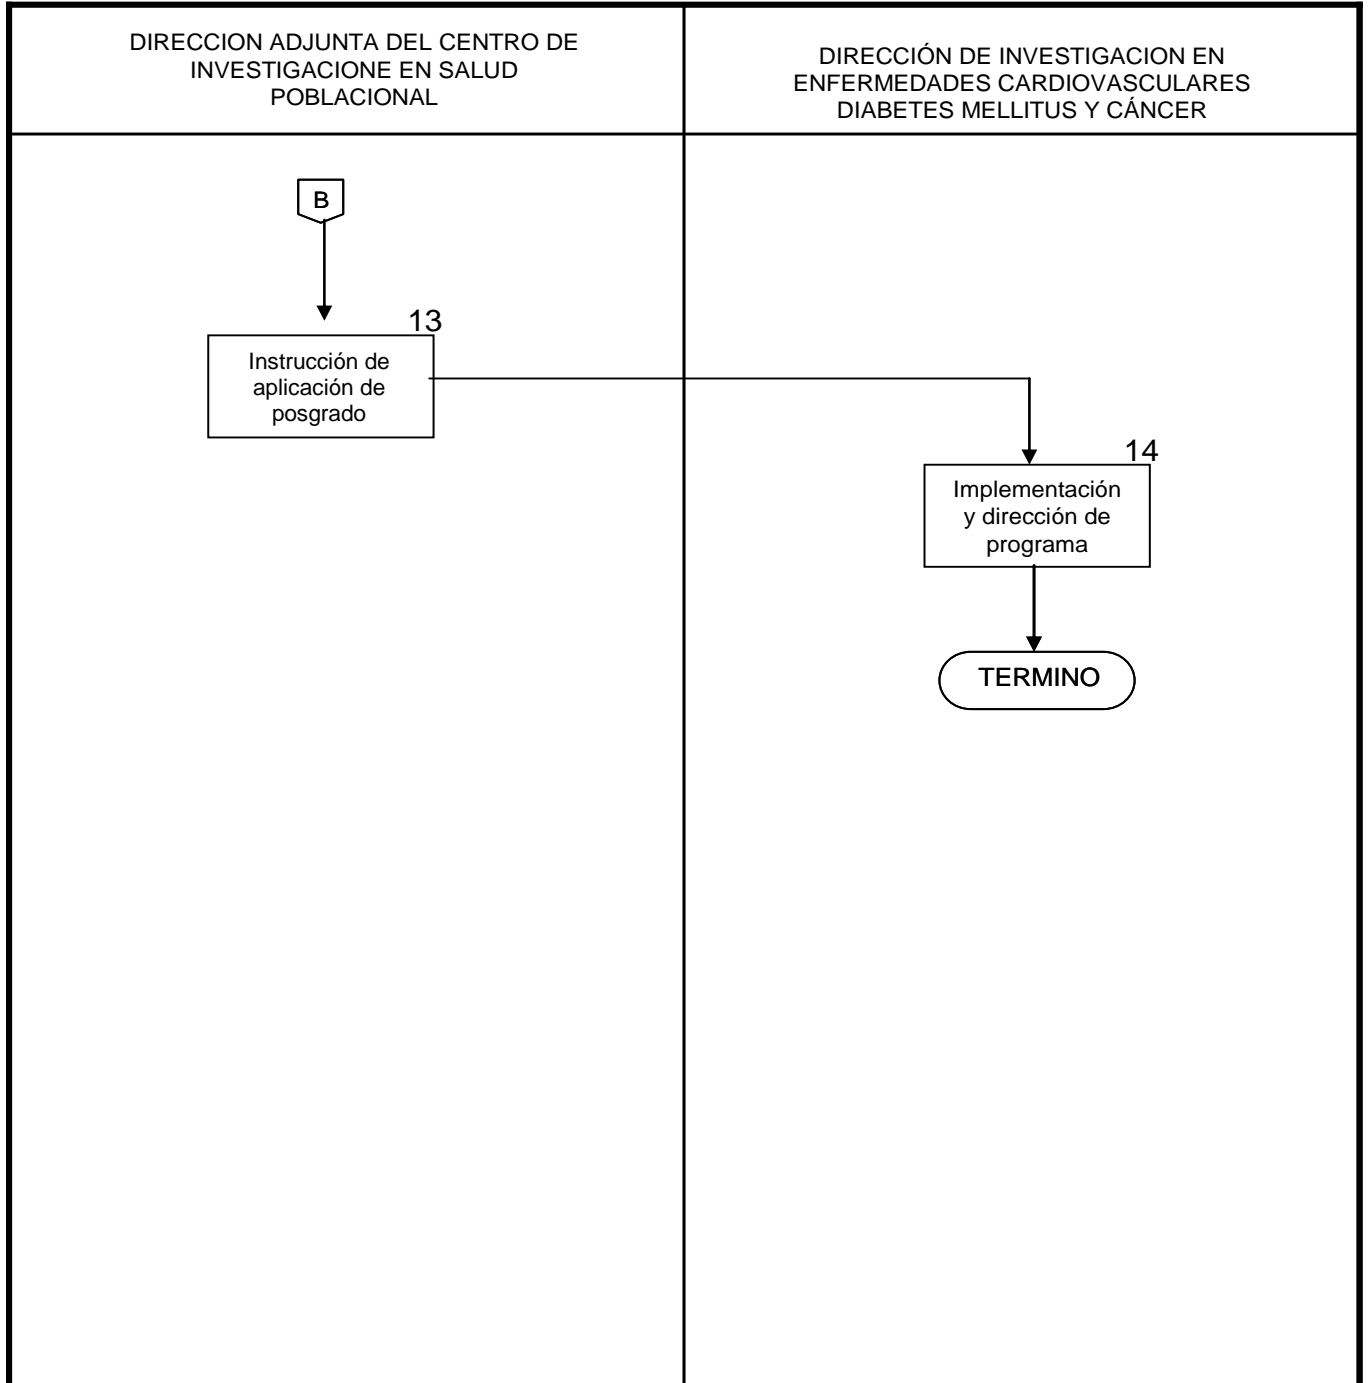 DIRECCION ADJUNTA DEL CENTRO DE
INVESTIGACIONE EN SALUD
POBLACIONAL
DIRECCIÓN DE INVESTIGACION EN
ENFERMEDADES CARDIOVASCULARES
DIABETES MELLITUS Y CÁNCER
B
13
Instrucción de
aplicación de
posgrado
14
Implementación
y dirección de
programa
TERMINO